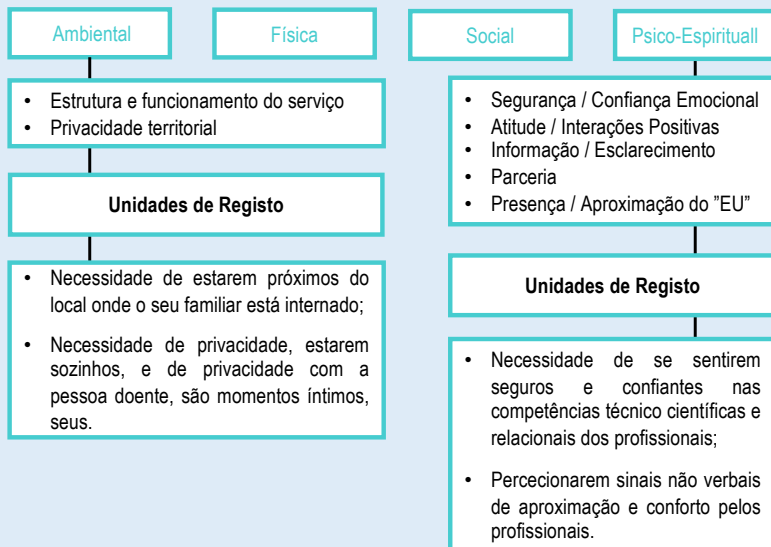 Ambiental
Física
Social
Psico-Espirituall
• Estrutura e funcionamento do serviço
• Privacidade territorial
Unidades de Registo
• Necessidade de estarem próximos do
local onde o seu familiar está internado;
• Necessidade de privacidade, estarem
sozinhos, e de privacidade com a
pessoa doente, são momentos íntimos,
seus.
• Segurança / Confiança Emocional
• Atitude / Interações Positivas
• Informação / Esclarecimento
• Parceria
• Presença / Aproximação do ”EU”
Unidades de Registo
• Necessidade de se sentirem
seguros e confiantes nas
competências técnico científicas e
relacionais dos profissionais;
• Percecionarem sinais não verbais
de aproximação e conforto pelos
profissionais.